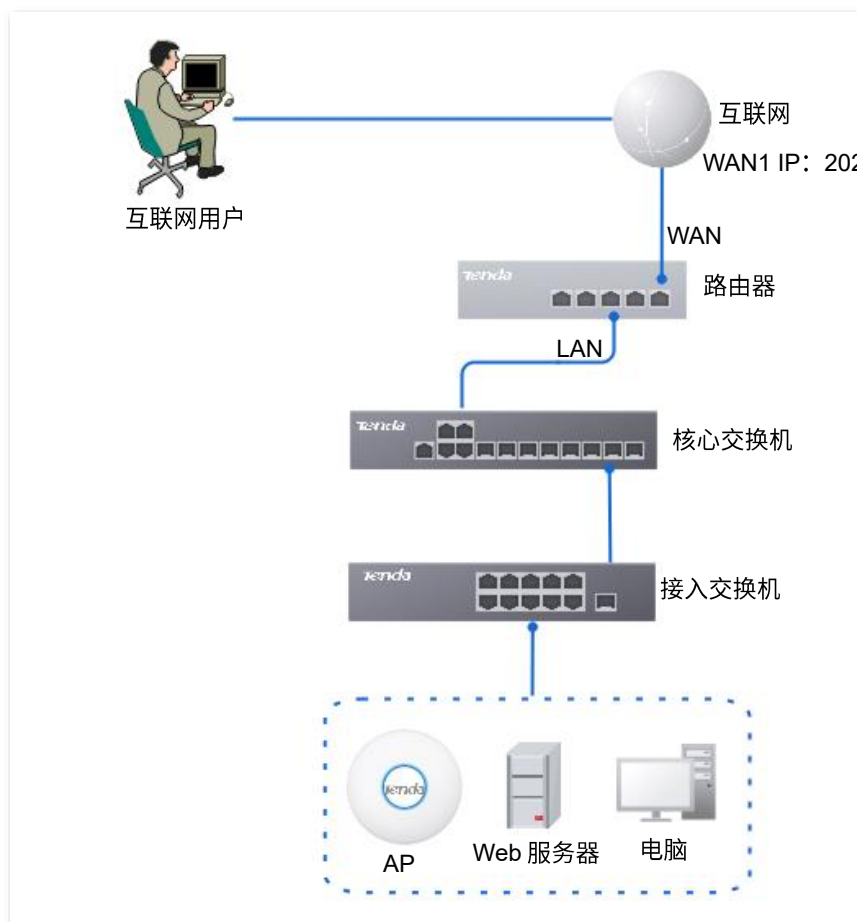 互联网
WAN1 IP：202
互联网用户
WAN
Tenda
路由器
LAN
Tenda
核心交换机
Tenda
接入交换机
Tenda
AP
Web 服务器
电脑